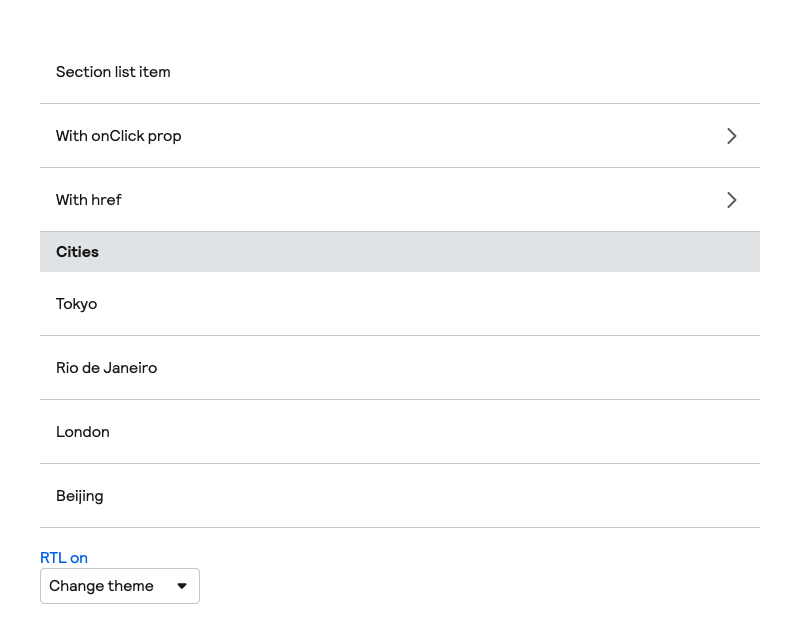 Section list item
With onClick prop
With href
Cities
Tokyo
Rio de Janeiro
London
Beijing
RTL on
Change theme